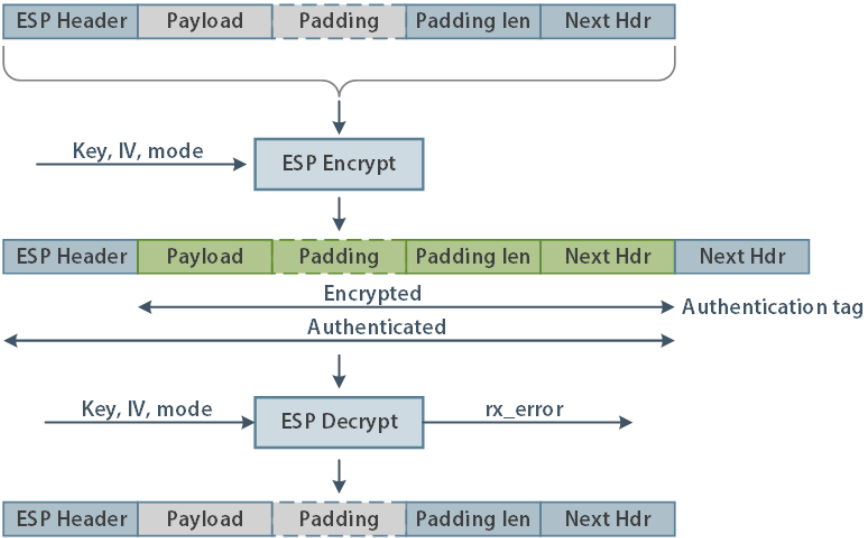 ESP Header Payload Padding Padding len Next Hdr
Key, IV, mode
ESP Encrypt
ESP Header Payload Padding Padding len Next Hdr Next Hdr
Encrypted
Authentication tag
Authenticated
Key, IV, mode
ESP Decrypt
rx_error
ESP Header Payload Padding Padding len Next Hdr